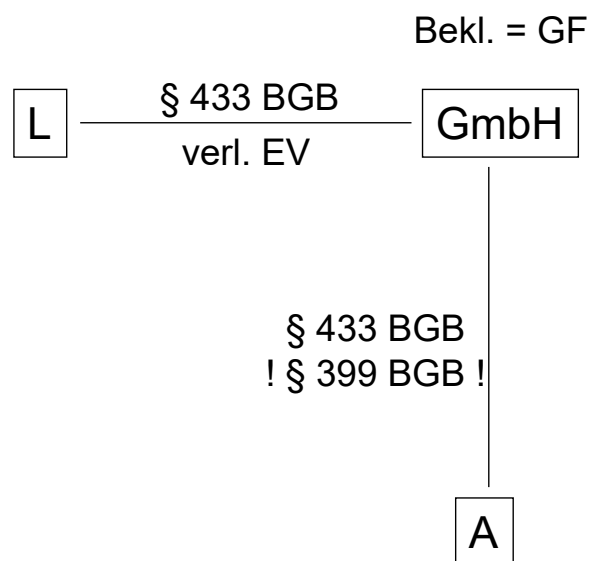 Bekl. = GF
§ 433 BGB
L
GmbH
verl. EV
§ 433 BGB
! § 399 BGB !
A